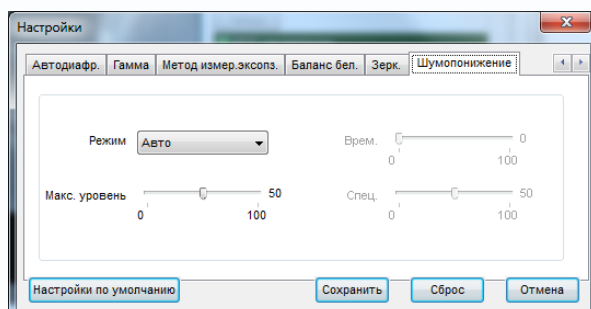 Настройки
Автодиафр. Гамма Метод измер.эксопз. Баланс бел. Зерк. Шумопонижение
Режим Авто Врем. 0
0 100
Макс. уровень 50 Спец. 50
0 100 0 100
Настройки по умолчанию Сохранить Сброс Отмена